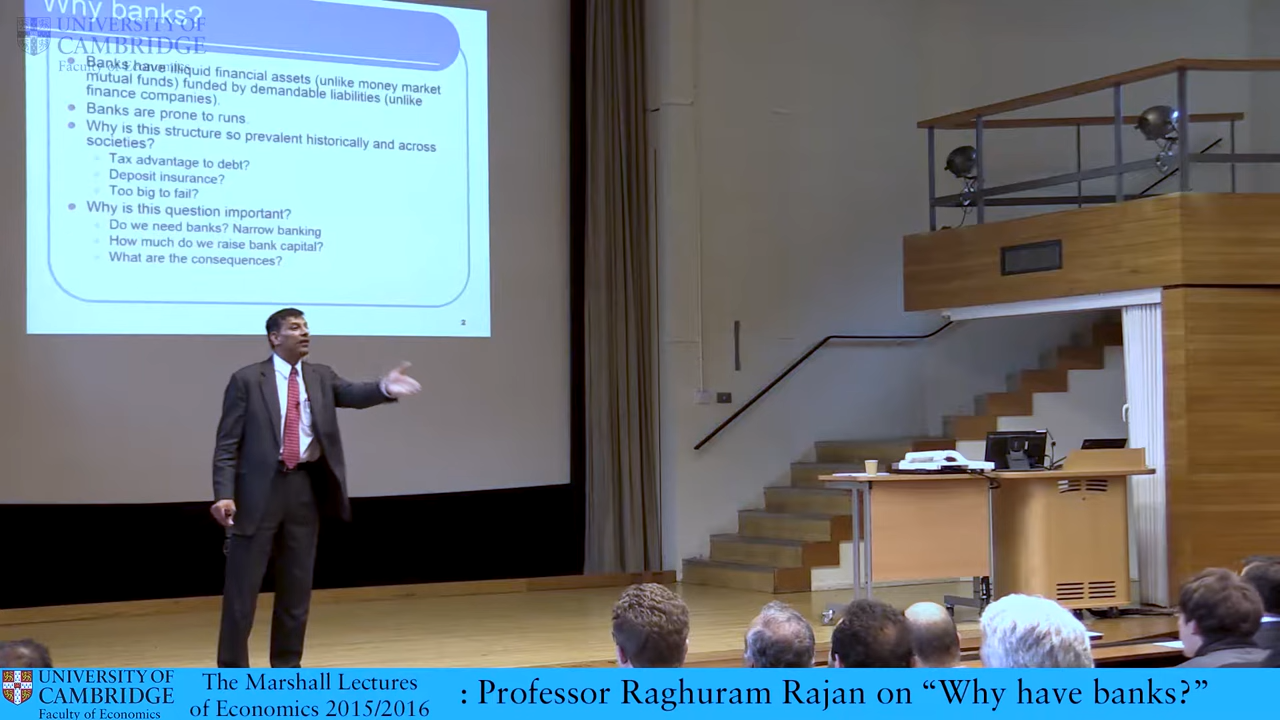 Why banks?
UNIVERSITY OF
CAMBRIDGE
Faculty of Economics
Banks have illiquid financial assets (unlike money market
mutual funds) funded by demandable liabilities (unlike
finance companies).
Banks are prone to runs.
Why is this structure so prevalent historically and across
societies?
Tax advantage to debt?
Deposit insurance?
Too big to fail?
Why is this question important?
Do we need banks? Narrow banking
How much do we raise bank capital?
What are the consequences?
2
UNIVERSITY OF
CAMBRIDGE
Faculty of Economics
The Marshall Lectures
of Economics 2015/2016
: Professor Raghuram Rajan on “Why have banks?”